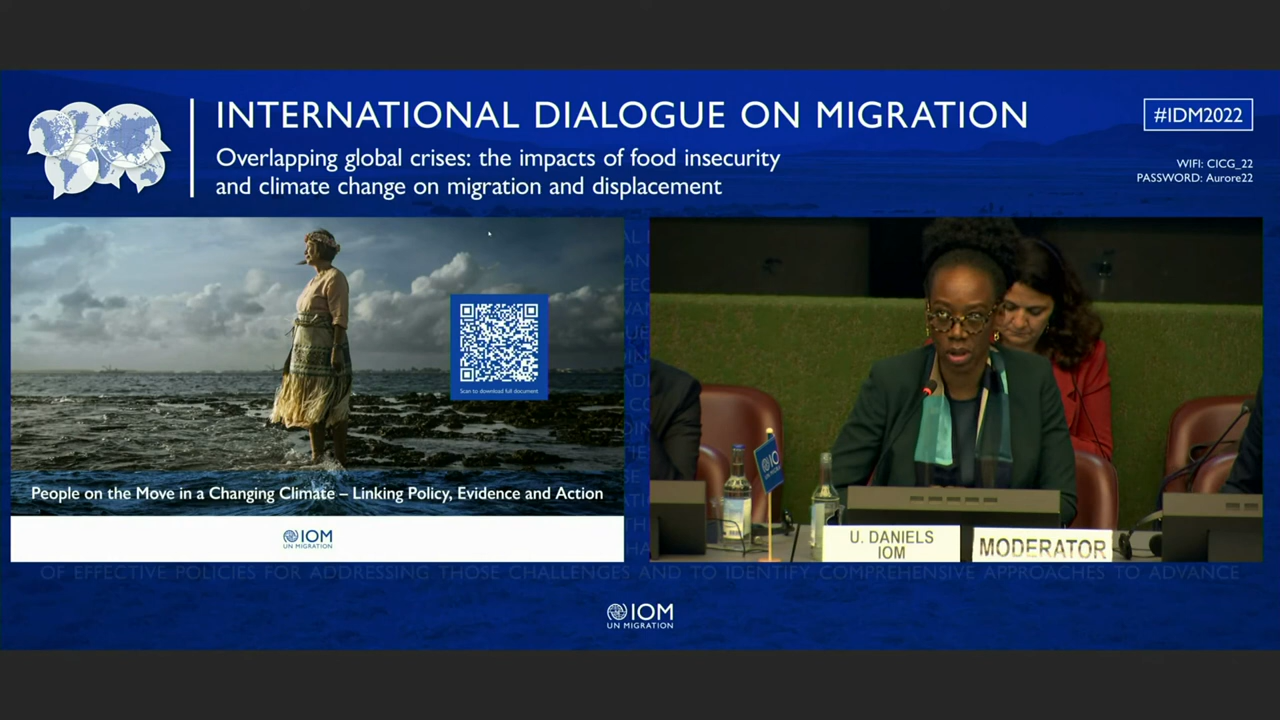 INTERNATIONAL DIALOGUE ON MIGRATION
Overlapping global crises: the impacts of food insecurity
and climate change on migration and displacement
#IDM2022
WIFI: CICG_22
PASSWORD: Aurore22
Scan to download full document
People on the Move in a Changing Climate – Linking Policy, Evidence and Action
IOM
UN MIGRATION
U. DANIELS
IOM
MODERATOR
OF EFFECTIVE POLICIES FOR ADDRESSING THOSE CHALLENGES AND TO IDENTIFY COMPREHENSIVE APPROACHES TO ADVANCE
IOM
UN MIGRATION